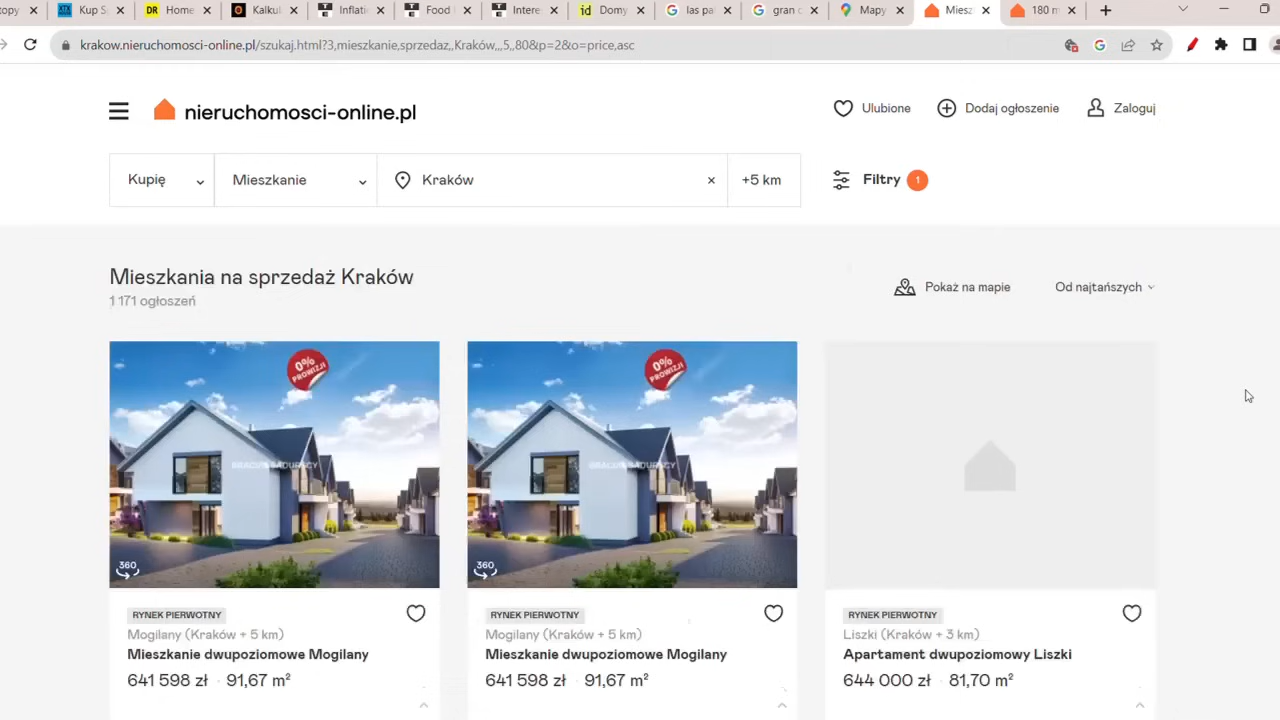 topy
Kup S
DR Home
Kalkul
Inflati
Food I
Intere
id Domy
las pa
gran c
Mapy
Miesz
180 m
krakow.nieruchomosci-online.pl/szukaj.html?3,mieszkanie,sprzedaz,,Kraków,,,5,,80&p=2&o=price,asc
nieruchomosci-online.pl
Ulubione
Dodaj ogłoszenie
Zaloguj
Kupię
Mieszkanie
Kraków
+5 km
Filtry 1
Mieszkania na sprzedaż Kraków
1 171 ogłoszeń
Pokaż na mapie
Od najtańszych
0%
PROWIZJI
0%
PROWIZJI
360
360
RYNEK PIERWOTNY
Mogilany (Kraków + 5 km)
Mieszkanie dwupoziomowe Mogilany
641 598 zł · 91,67 m²
RYNEK PIERWOTNY
Mogilany (Kraków + 5 km)
Mieszkanie dwupoziomowe Mogilany
641 598 zł · 91,67 m²
RYNEK PIERWOTNY
Liszki (Kraków + 3 km)
Apartament dwupoziomowy Liszki
644 000 zł · 81,70 m²